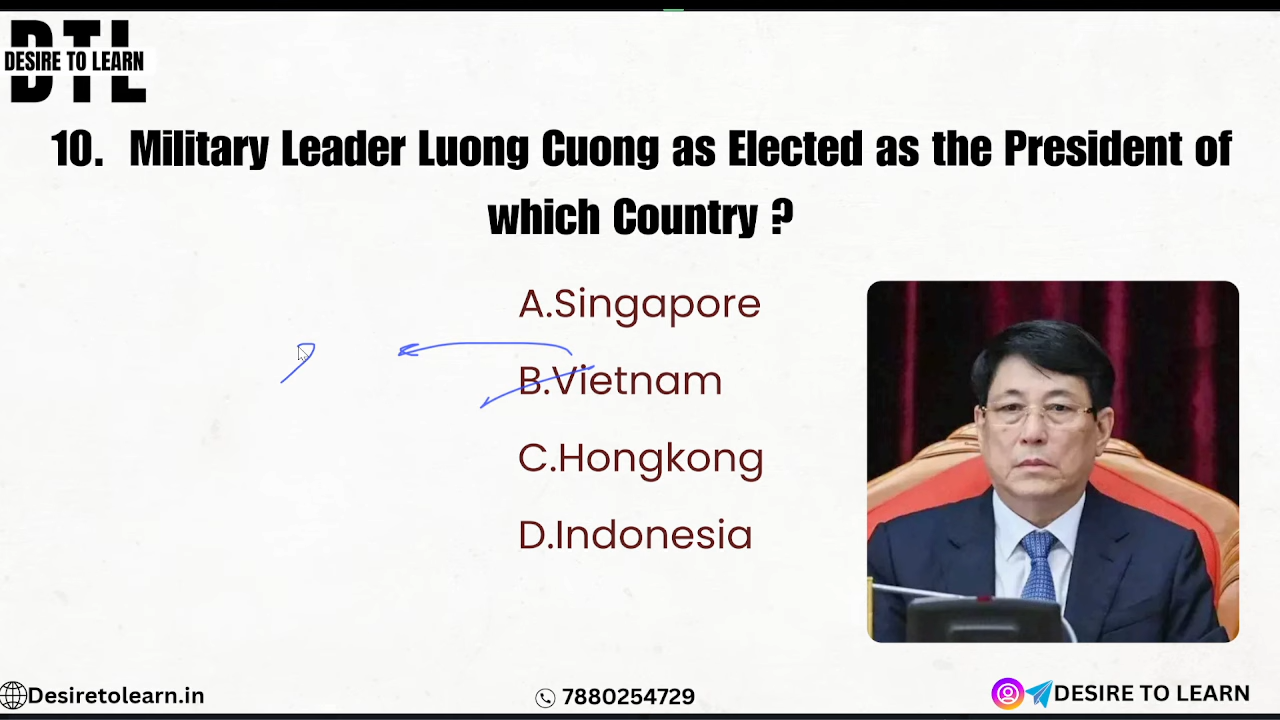 DTL
DESIRE TO LEARN
10. Military Leader Luong Cuong as Elected as the President of
which Country ?
A.Singapore
B.Vietnam
C.Hongkong
D.Indonesia
Desiretolearn.in
7880254729
DESIRE TO LEARN